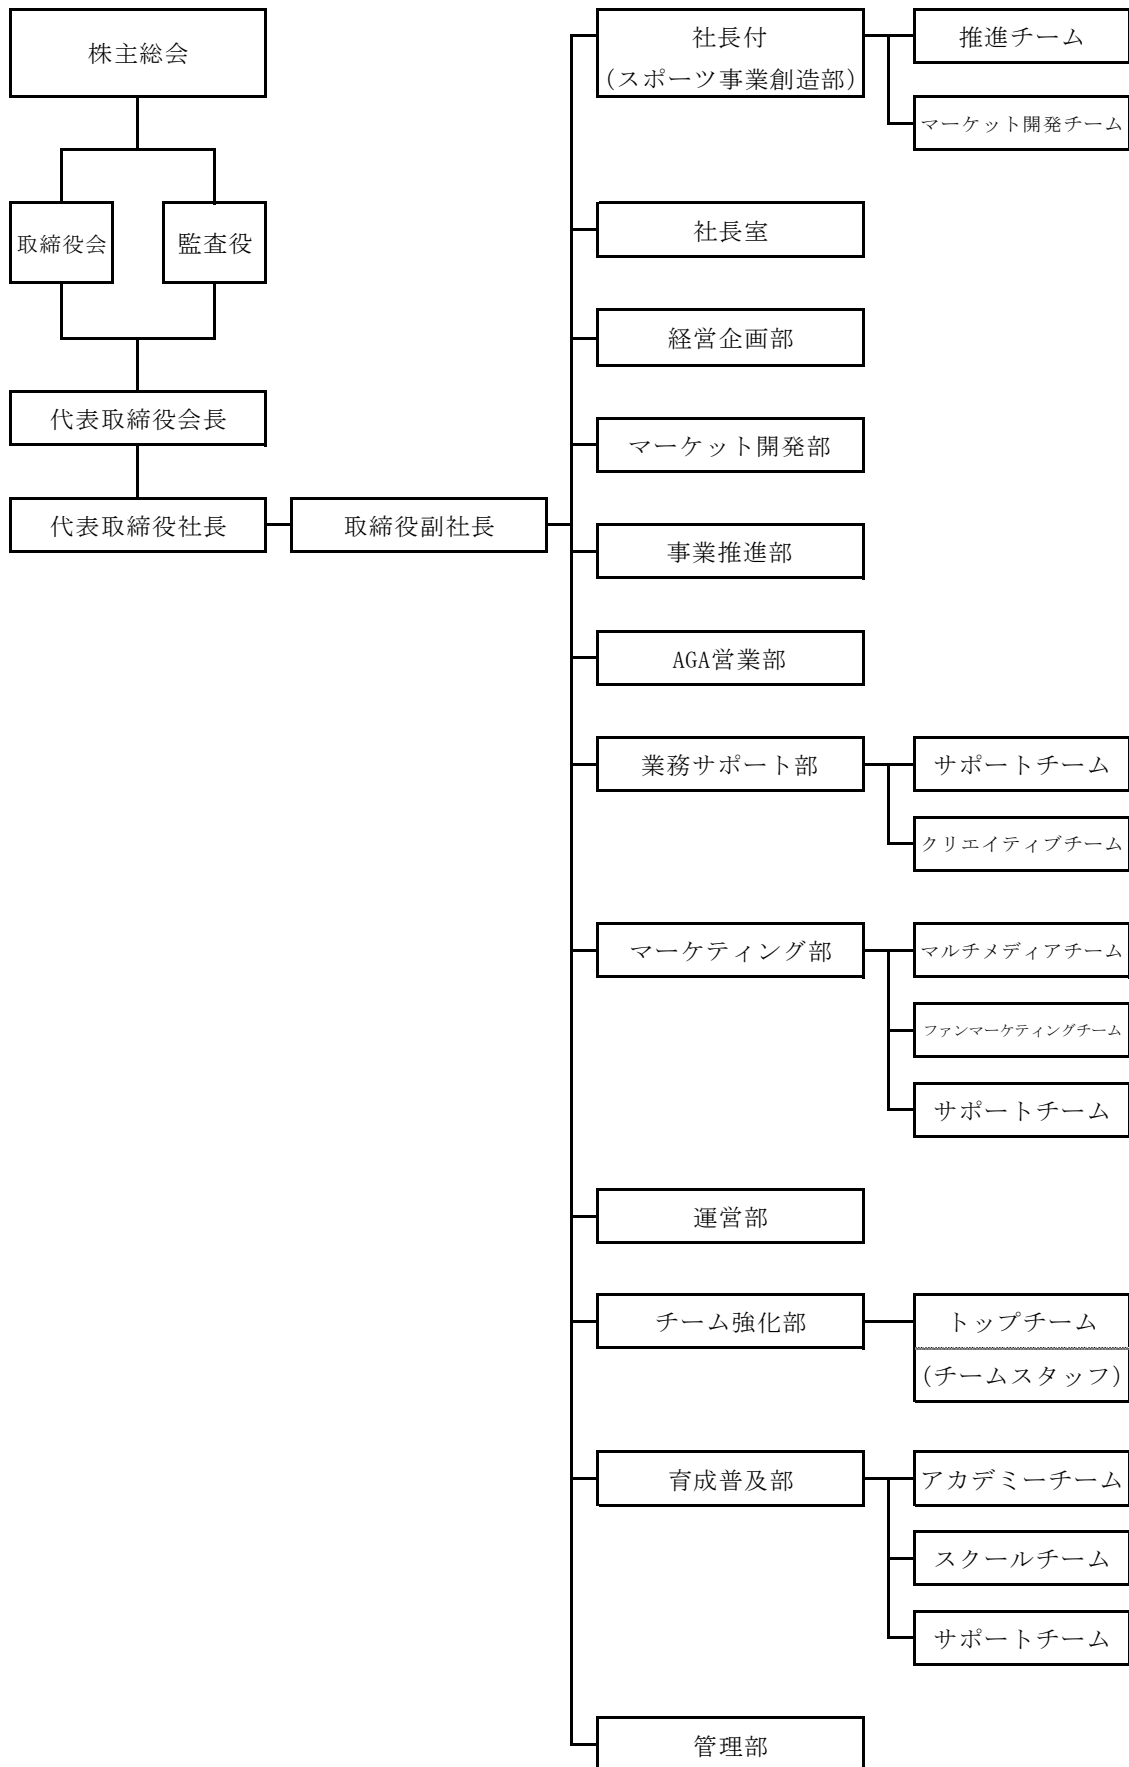 株主総会
取締役会
監査役
代表取締役会長
代表取締役社長
取締役副社長
社長付
(スポーツ事業創造部)
推進チーム
マーケット開発チーム
社長室
経営企画部
マーケット開発部
事業推進部
AGA営業部
業務サポート部
サポートチーム
クリエイティブチーム
マーケティング部
マルチメディアチーム
ファンマーケティングチーム
サポートチーム
運営部
チーム強化部
トップチーム
(チームスタッフ)
育成普及部
アカデミーチーム
スクールチーム
サポートチーム
管理部